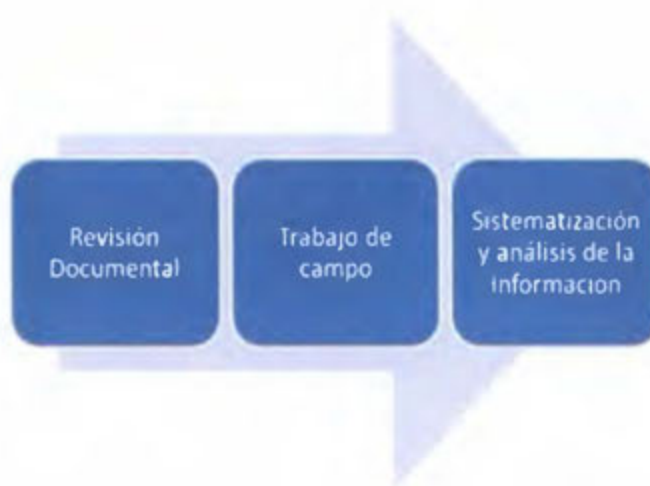 Revisión
Documental
Trabajo de
campo
Sistematización
y análisis de la
informacion